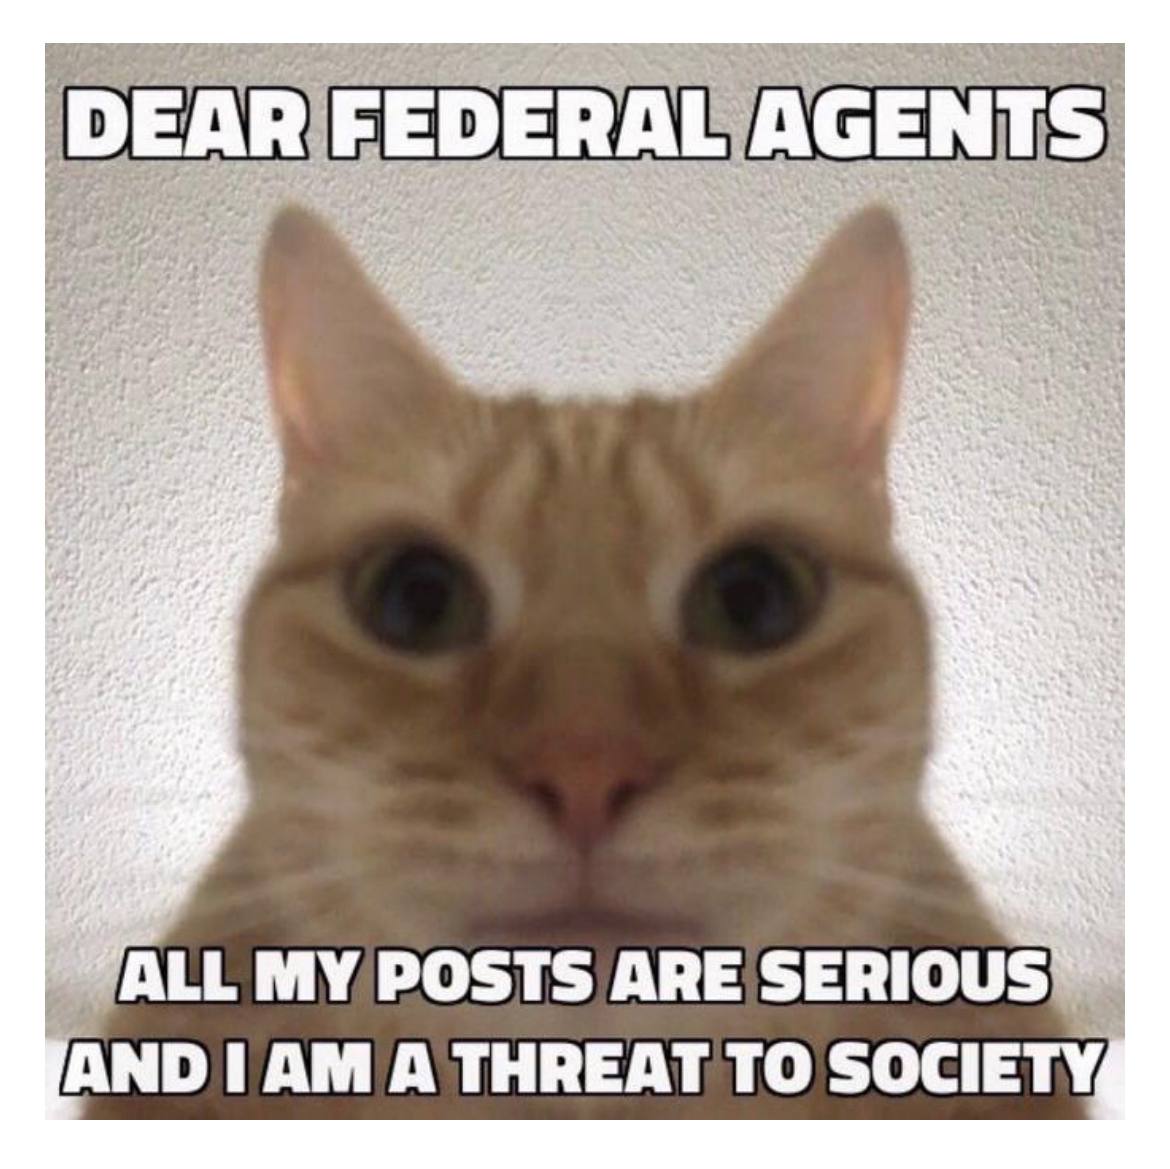 DEAR FEDERAL AGENTS
ALL MY POSTS ARE SERIOUS
AND I AM A THREAT TO SOCIETY